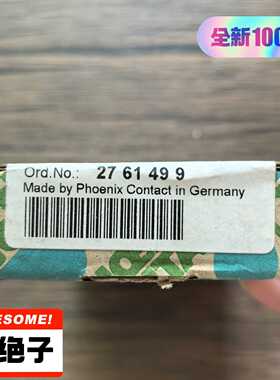 全新100
Ord.No.: 27 61 49 9
Made by Phoenix Contact in Germany
AWESOME!
绝子